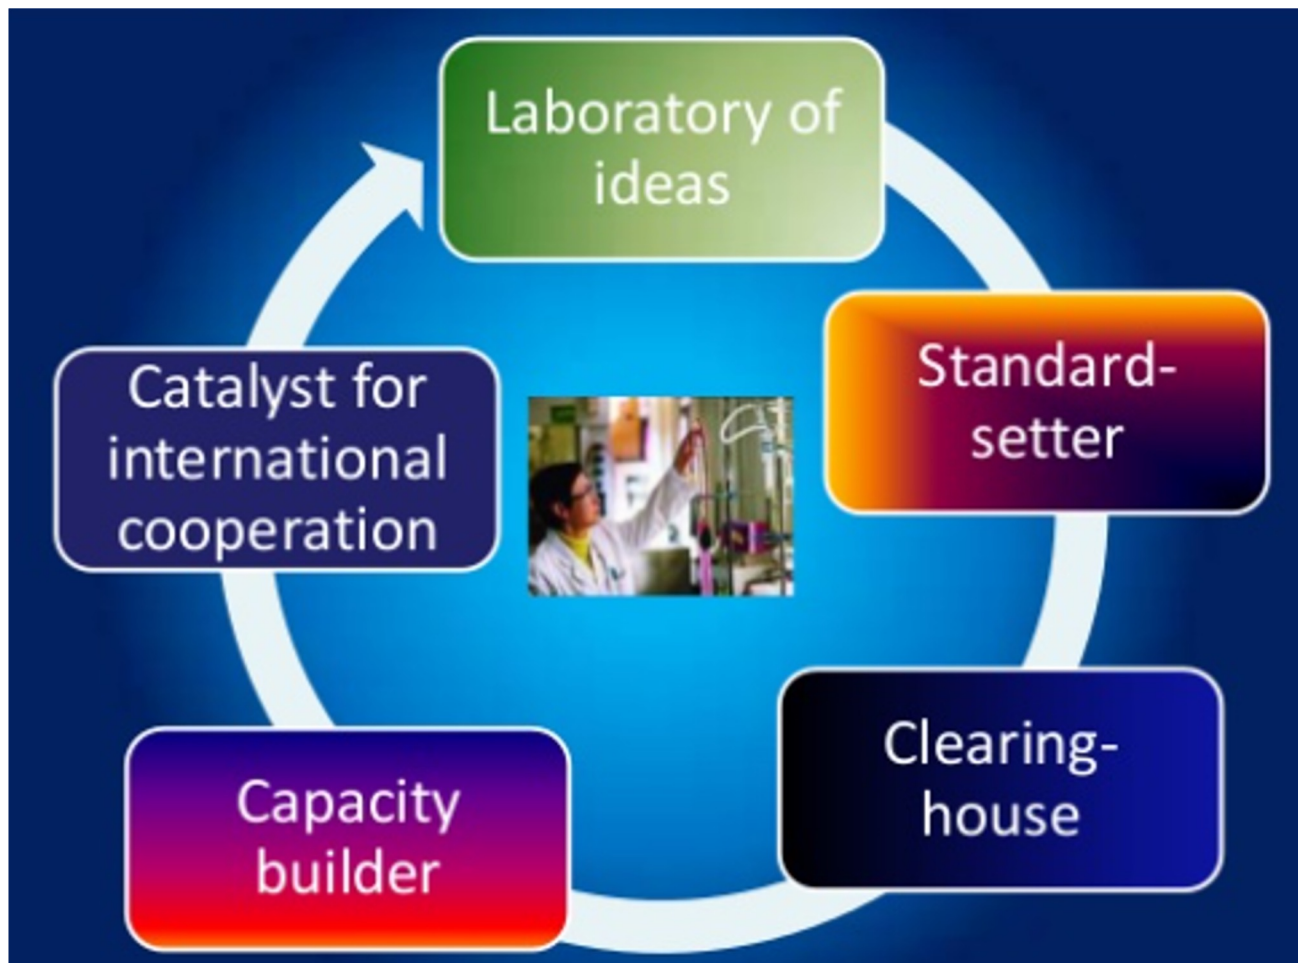 Laboratory of
ideas
Standard-
setter
Clearing-
house
Capacity
builder
Catalyst for
international
cooperation